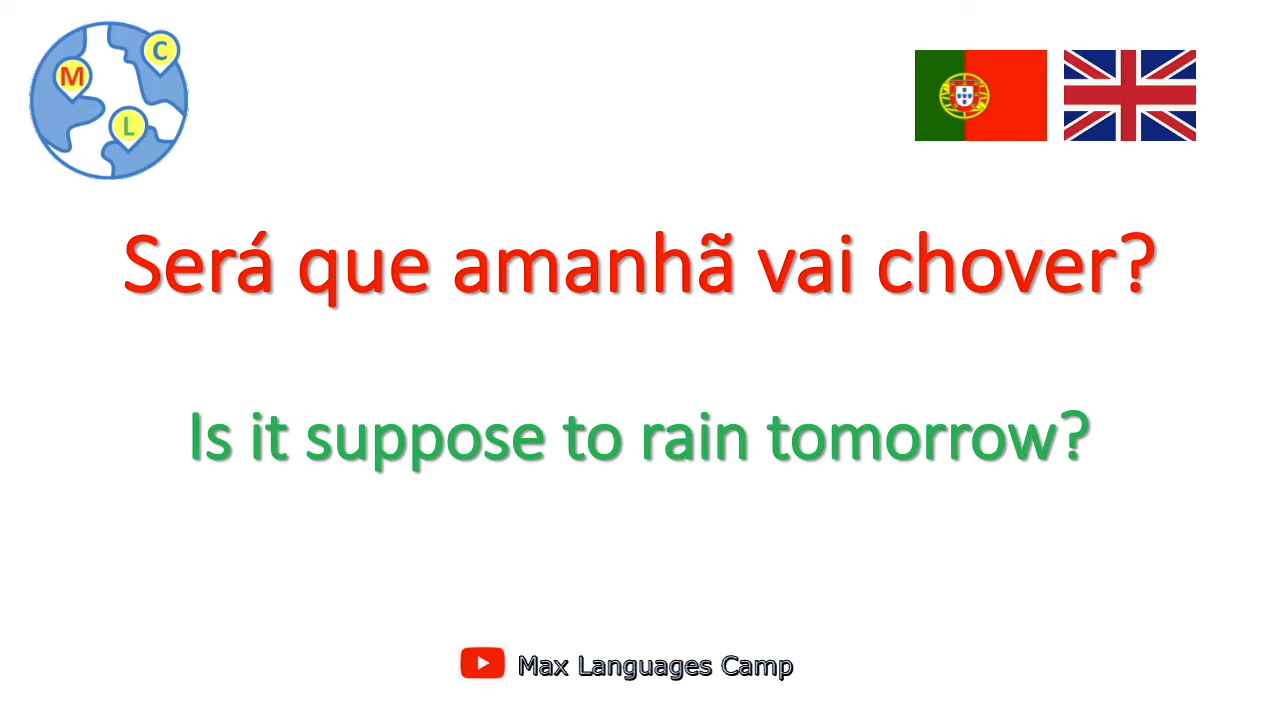 M
C
L
Será que amanhã vai chover?
Is it suppose to rain tomorrow?
Max Languages Camp